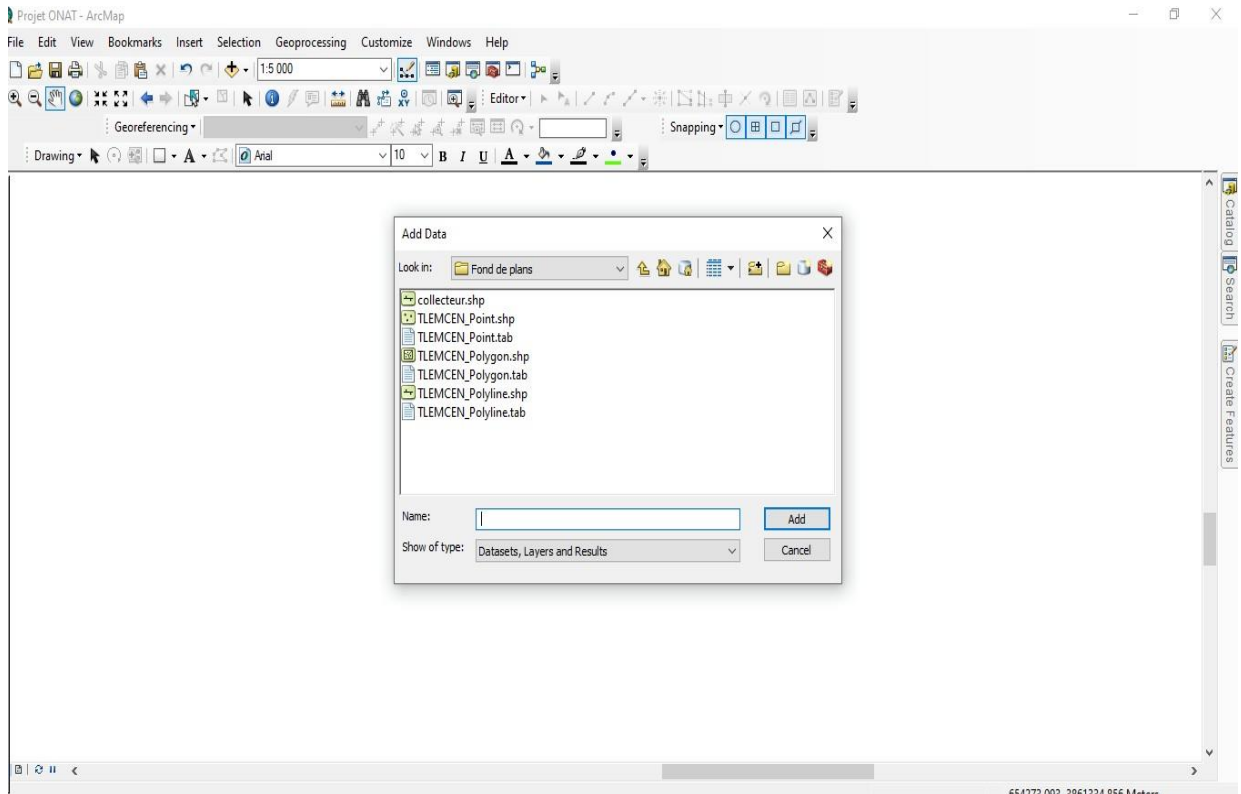 Projet ONAT - ArcMap
File Edit View Bookmarks Insert Selection Geoprocessing Customize Windows Help
1:5 000
Editor
Georeferencing
Snapping
Drawing A Arial 10 B I U A
Catalog
Search
Create Features
Add Data
Look in: Fond de plans
collecteur.shp
TLEMCEN_Point.shp
TLEMCEN_Point.tab
TLEMCEN_Polygon.shp
TLEMCEN_Polygon.tab
TLEMCEN_Polyline.shp
TLEMCEN_Polyline.tab
Name: Add
Show of type: Datasets, Layers and Results Cancel